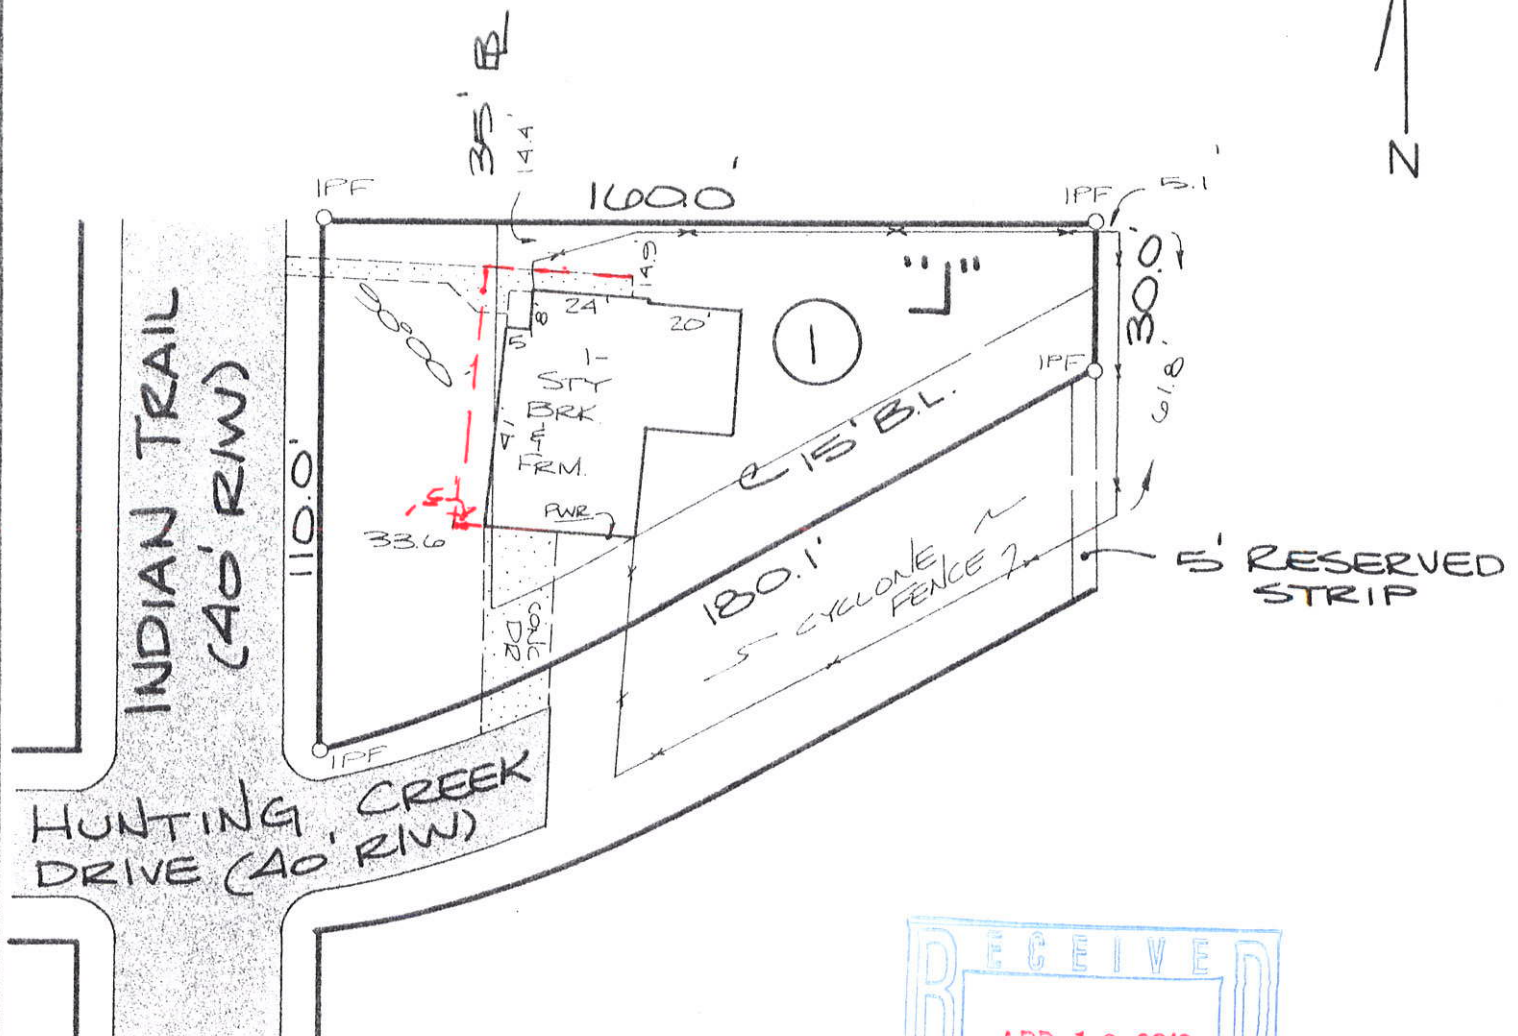 35' BL
14.4'
IPF
160.0'
IPF
5.1'
N
30.0'
14.9
"J"
1
24'
20'
8
5
1-
STY
BRK
&
FRM.
IPF
15' B.L.
61.8
INDIAN TRAIL
(40' R/W)
110.0'
5
33.6
PWR
180.1'
CYCLONE
FENCE
5' RESERVED
STRIP
CONC
DR
IPF
HUNTING CREEK
DRIVE (40' R/W)
RECEIVED